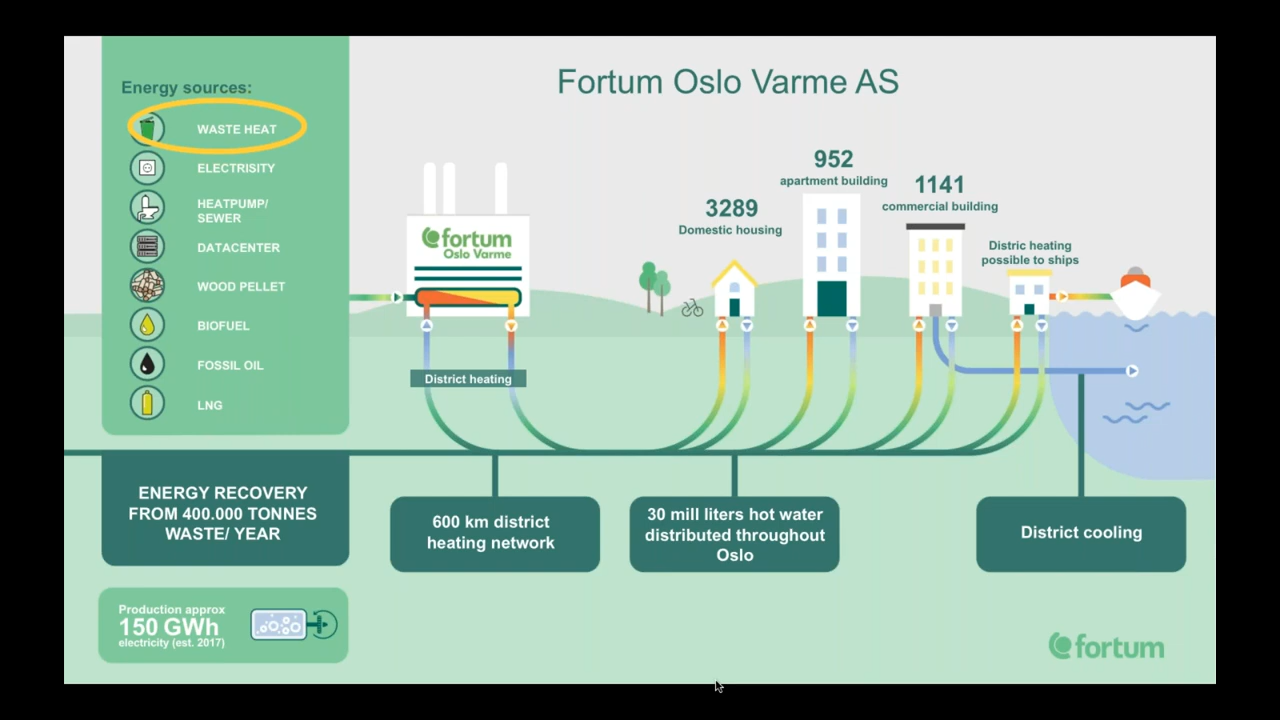 Fortum Oslo Varme AS
Energy sources:
WASTE HEAT
ELECTRISITY
HEATPUMP/
SEWER
DATACENTER
WOOD PELLET
BIOFUEL
FOSSIL OIL
LNG
fortum
Oslo Varme
District heating
3289
Domestic housing
952
apartment building
1141
commercial building
Distric heating
possible to ships
ENERGY RECOVERY
FROM 400.000 TONNES
WASTE/ YEAR
600 km district
heating network
30 mill liters hot water
distributed throughout
Oslo
District cooling
Production approx
150 GWh
electricity (est. 2017)
fortum